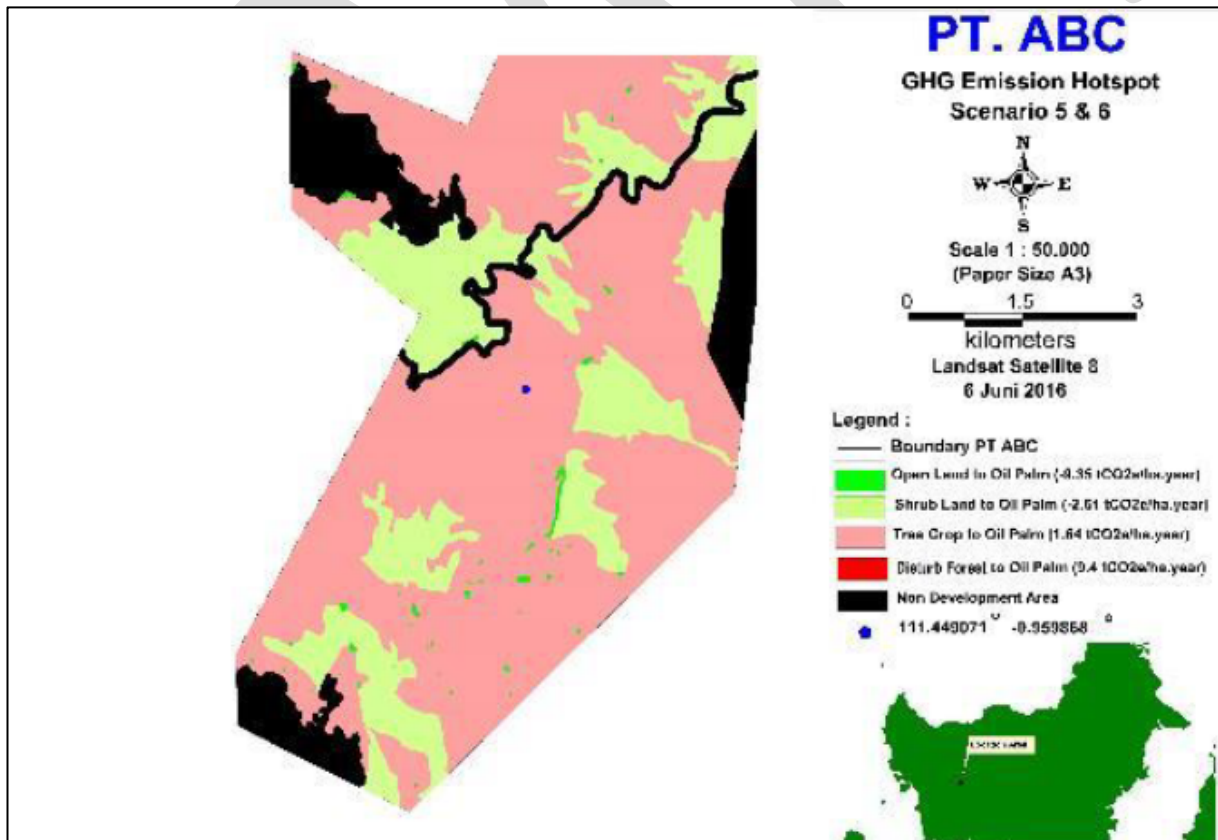 PT. ABC
GHG Emission Hotspot
Scenario 5 & 6
N
W E
S
Scale 1 : 50.000
(Paper Size A3)
0 1.5 3
kilometers
Landsat Satellite 8
6 Juni 2016
Legend :
Boundary PT ABC
Open Land to Oil Palm (-8.35 tCO2e/ha.year)
Shrub Land to Oil Palm (-2.61 tCO2e/ha.year)
Tree Crop to Oil Palm (1.64 tCO2e/ha.year)
Disturb Forest to Oil Palm (9.4 tCO2e/ha.year)
Non Development Area
111.449071 ° -0.959868 °